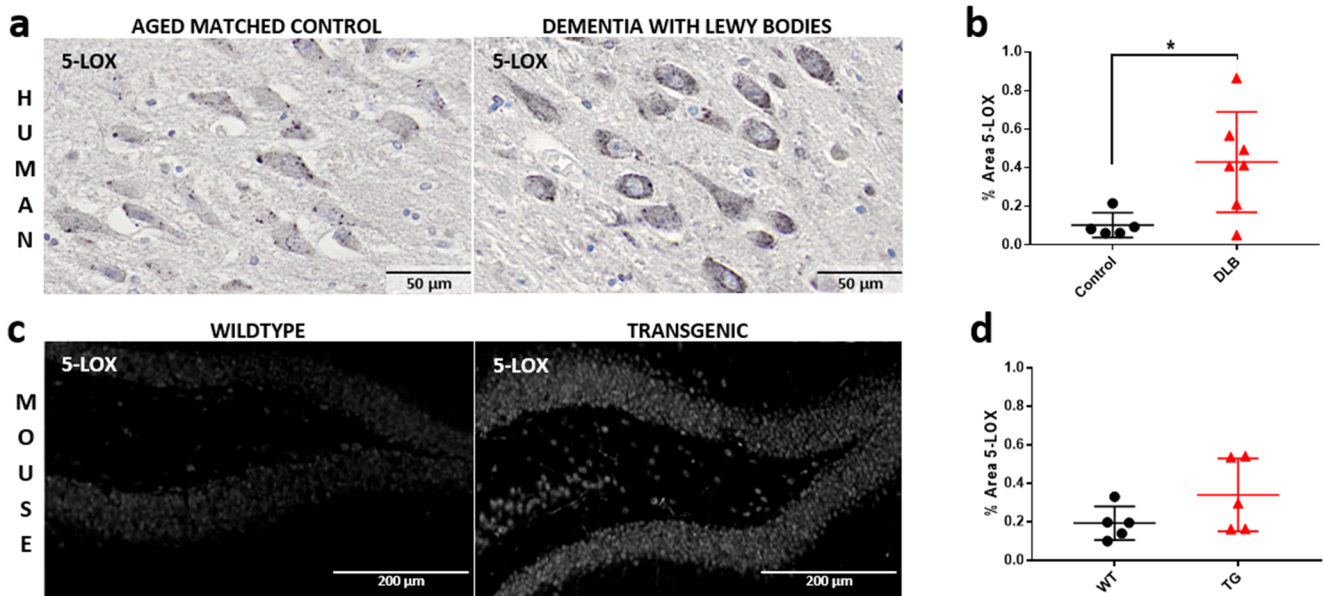 a
AGED MATCHED CONTROL
DEMENTIA WITH LEWY BODIES
5-LOX
5-LOX
HUMAN
50 µm
50 µm
b
*
% Area 5-LOX
1.0
0.8
0.6
0.4
0.2
0.0
Control
DLB
c
WILDTYPE
TRANSGENIC
5-LOX
5-LOX
MOUSE
200 µm
200 µm
d
% Area 5-LOX
1.0
0.8
0.6
0.4
0.2
0.0
WT
TG